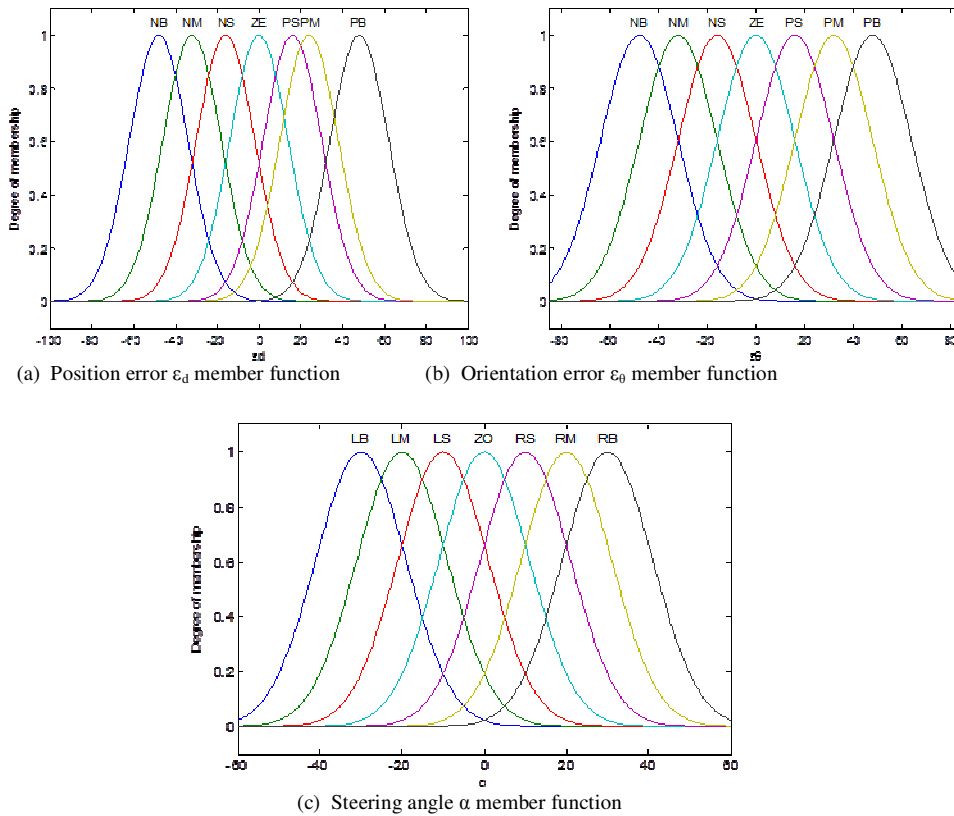 NB NM NS ZE PS PM PB
1
0.8
0.6
0.4
0.2
0
Degree of membership
-100 -80 -60 -40 -20 0 20 40 60 80 100
εd
(a) Position error εd member function
NB NM NS ZE PS PM PB
1
0.8
0.6
0.4
0.2
0
Degree of membership
-80 -60 -40 -20 0 20 40 60 80
εθ
(b) Orientation error εθ member function
LB LM LS ZO RS RM RB
1
0.8
0.6
0.4
0.2
0
Degree of membership
-60 -40 -20 0 20 40 60
α
(c) Steering angle α member function